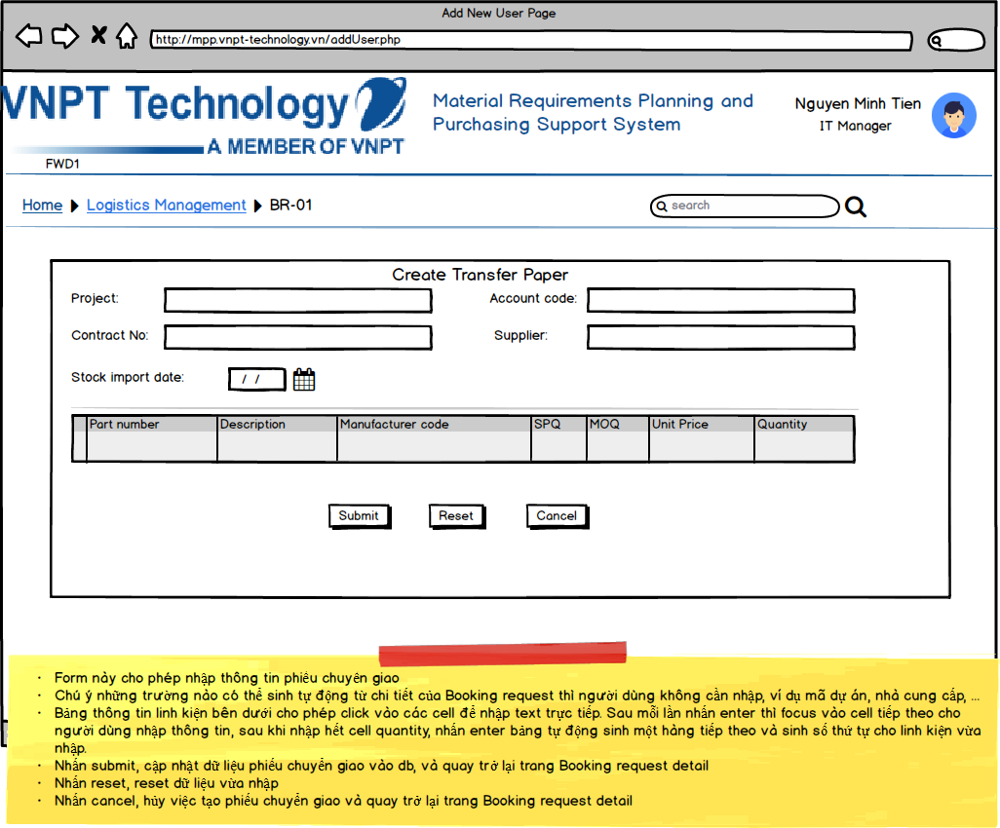 Add New User Page
http://mpp.vnpt-technology.vn/addUser.php
VNPT Technology
A MEMBER OF VNPT
Material Requirements Planning and
Purchasing Support System
Nguyen Minh Tien
IT Manager
FWD1
Home Logistics Management BR-01
search
Create Transfer Paper
Project: Account code:
Contract No: Supplier:
Stock import date: / /
Part number Description Manufacturer code SPQ MOQ Unit Price Quantity
Submit Reset Cancel
· Form này cho phép nhập thông tin phiếu chuyển giao
· Chú ý những trường nào có thể sinh tự động từ chi tiết của Booking request thì người dùng không cần nhập, ví dụ mã dự án, nhà cung cấp, ...
· Bảng thông tin linh kiện bên dưới cho phép click vào các cell để nhập text trực tiếp. Sau mỗi lần nhấn enter thì focus vào cell tiếp theo cho
người dùng nhập thông tin, sau khi nhập hết cell quantity, nhấn enter bảng tự động sinh một hàng tiếp theo và sinh số thứ tự cho linh kiện vừa
nhập.
· Nhấn submit, cập nhật dữ liệu phiếu chuyển giao vào db, và quay trở lại trang Booking request detail
· Nhấn reset, reset dữ liệu vừa nhập
· Nhấn cancel, hủy việc tạo phiếu chuyển giao và quay trở lại trang Booking request detail